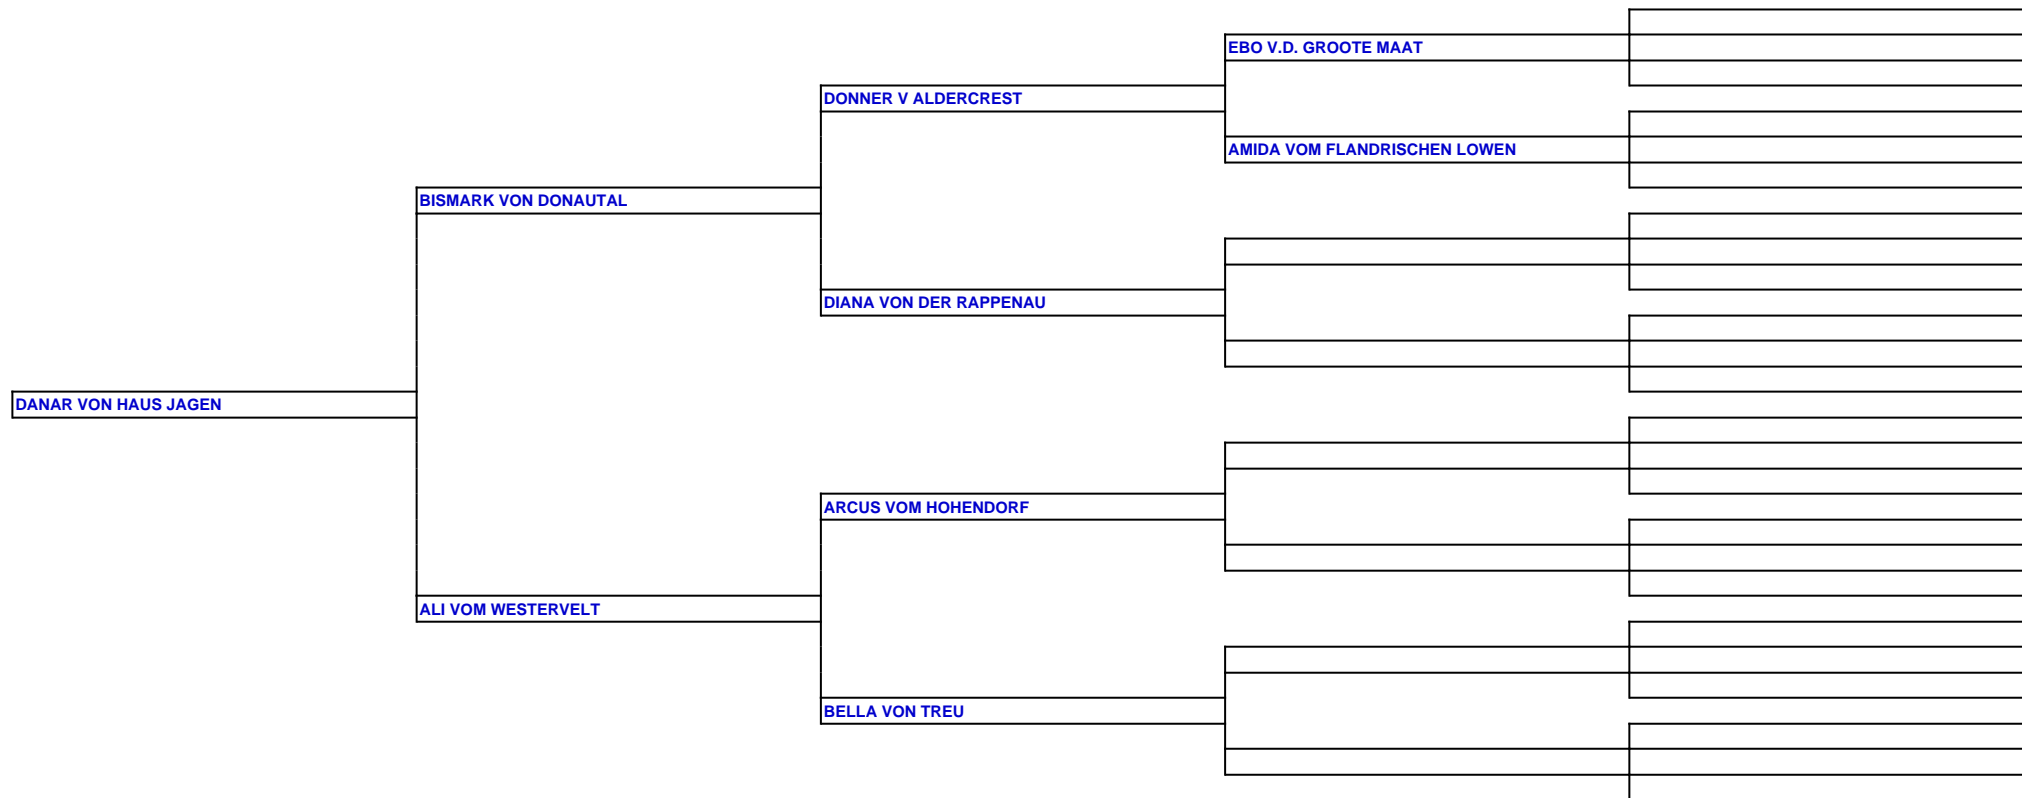 EBO V.D. GROOTE MAAT
DONNER V ALDERCREST
AMIDA VOM FLANDRISCHEN LOWEN
BISMARK VON DONAUTAL
DIANA VON DER RAPPENAU
DANAR VON HAUS JAGEN
ARCUS VOM HOHENDORF
ALI VOM WESTERVELT
BELLA VON TREU